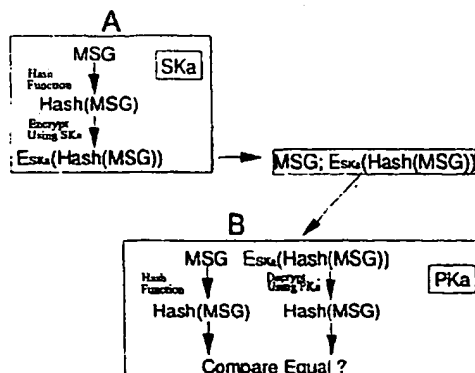 A
MSG
SKa
Hash
Function
Hash(MSG)
Encrypt
Using SKa
ESKa(Hash(MSG))
MSG; ESKa(Hash(MSG))
B
MSG ESKa(Hash(MSG))
PKa
Hash
Function
Decrypt
Using PKa
Hash(MSG) Hash(MSG)
Compare Equal ?